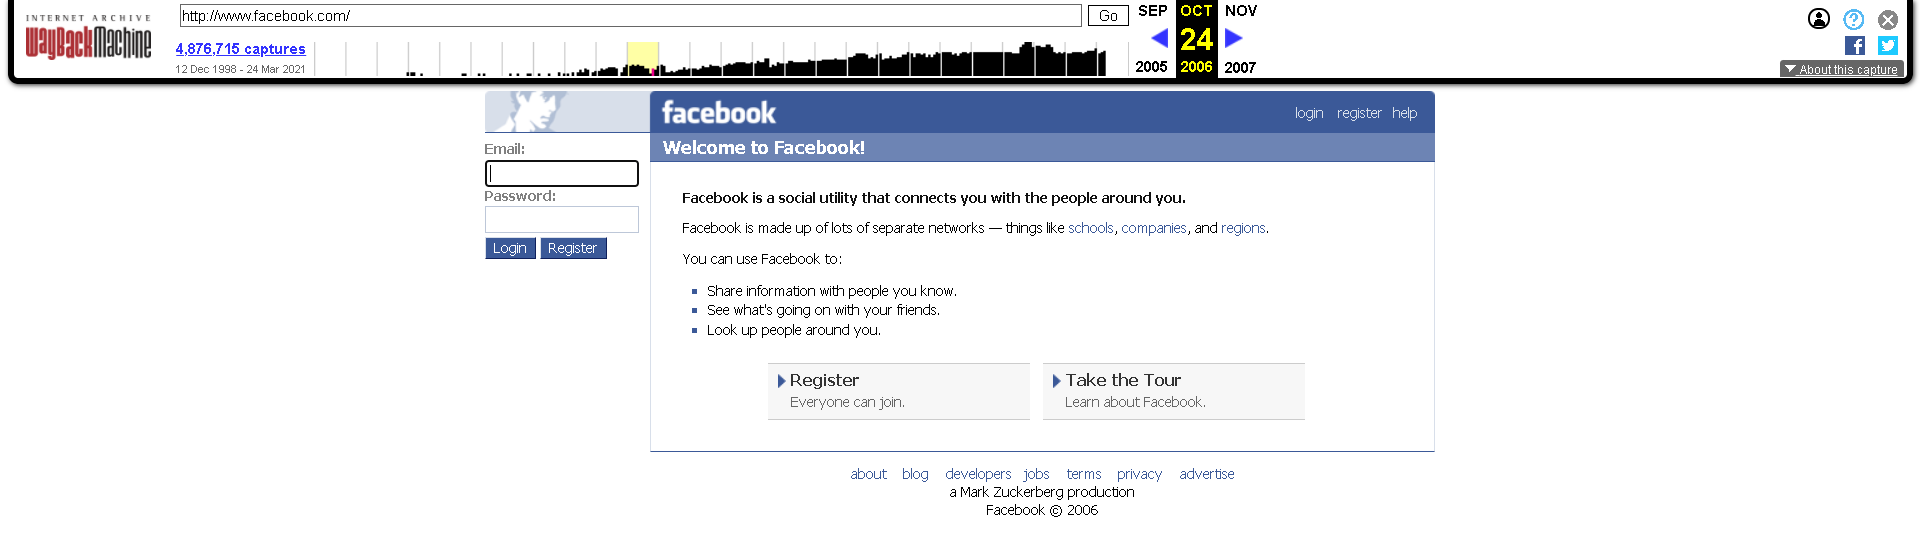 INTERNET ARCHIVE
WayBackMachine
http://www.facebook.com/
Go
SEP OCT NOV
24
2005 2006 2007
4,876,715 captures
12 Dec 1998 - 24 Mar 2021
?
f
About this capture
facebook
login register help
Welcome to Facebook!
Email:
Password:
Login Register
Facebook is a social utility that connects you with the people around you.
Facebook is made up of lots of separate networks — things like schools, companies, and regions.
You can use Facebook to:
Share information with people you know.
See what's going on with your friends.
Look up people around you.
Register
Everyone can join.
Take the Tour
Learn about Facebook.
about blog developers jobs terms privacy advertise
a Mark Zuckerberg production
Facebook © 2006